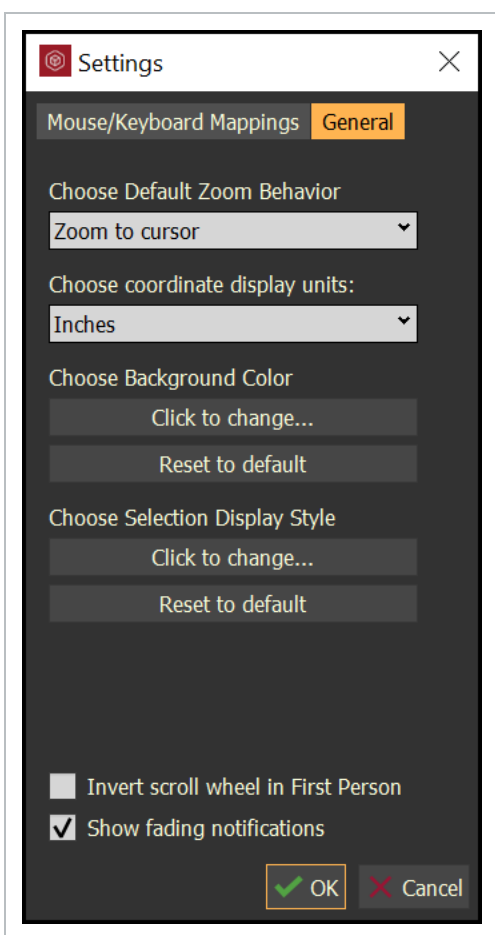 Settings
Mouse/Keyboard Mappings General
Choose Default Zoom Behavior
Zoom to cursor
Choose coordinate display units:
Inches
Choose Background Color
Click to change...
Reset to default
Choose Selection Display Style
Click to change...
Reset to default
Invert scroll wheel in First Person
Show fading notifications
OK Cancel